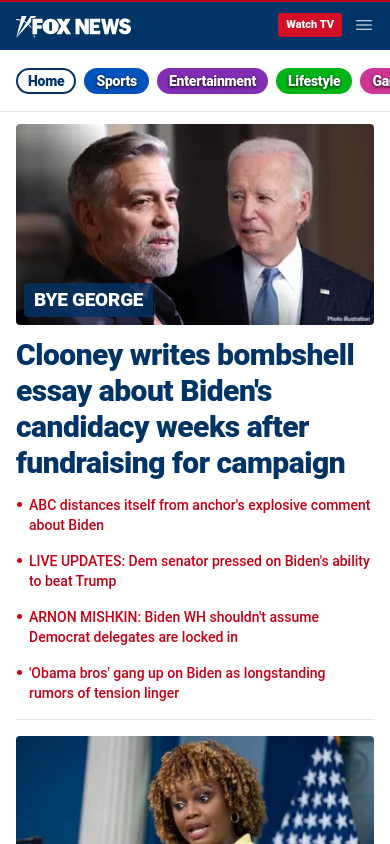 FOX NEWS
Watch TV
Home
Sports
Entertainment
Lifestyle
BYE GEORGE
Photo Illustration
Clooney writes bombshell
essay about Biden's
candidacy weeks after
fundraising for campaign
• ABC distances itself from anchor's explosive comment
about Biden
• LIVE UPDATES: Dem senator pressed on Biden's ability
to beat Trump
• ARNON MISHKIN: Biden WH shouldn't assume
Democrat delegates are locked in
• 'Obama bros' gang up on Biden as longstanding
rumors of tension linger